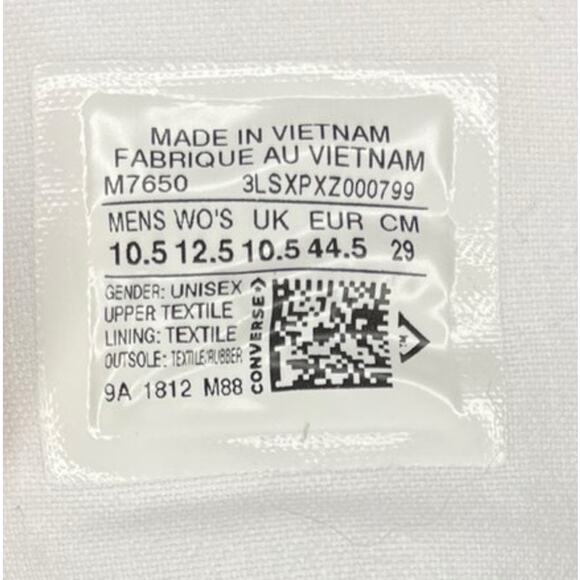 MADE IN VIETNAM
FABRIQUE AU VIETNAM
M7650 3LSXPXZ000799
MENS WO'S UK EUR CM
10.5 12.5 10.5 44.5 29
GENDER: UNISEX
UPPER TEXTILE
LINING: TEXTILE
OUTSOLE: TEXTILE/RUBBER
9A 1812 M88
CONVERSE
TM